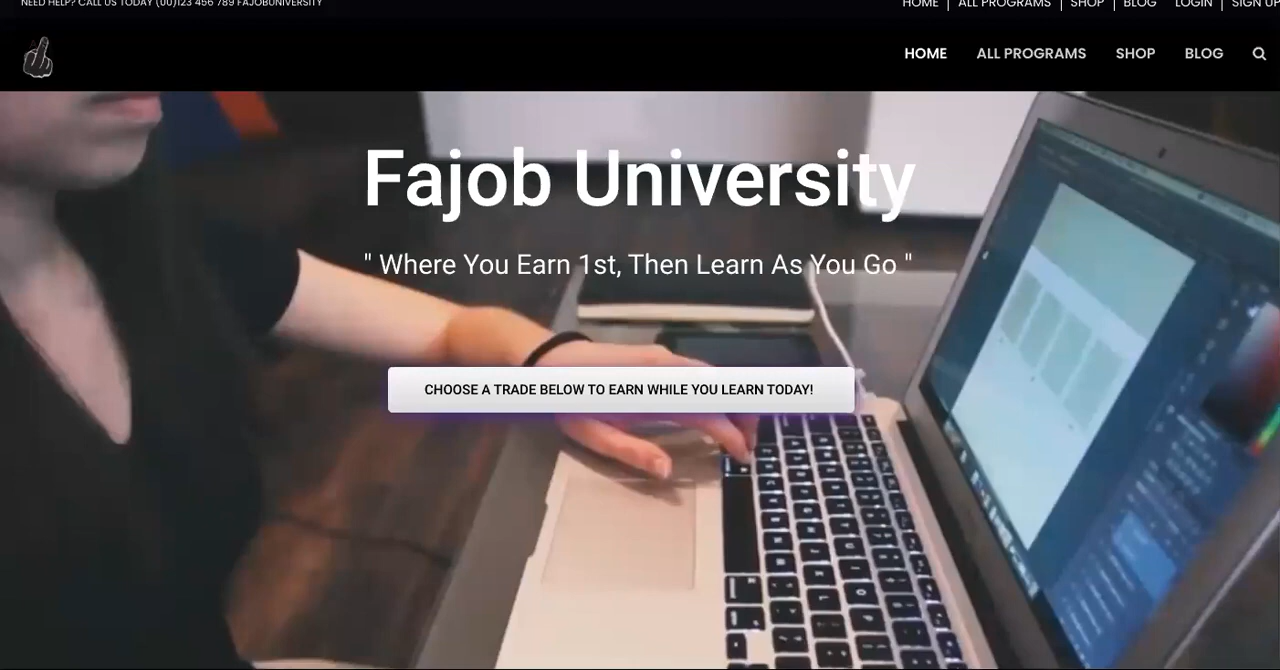 NEED HELP? CALL US TODAY (00)123 456 789 FAJOBUNIVERSITY
HOME ALL PROGRAMS SHOP BLOG LOGIN SIGN UP
HOME ALL PROGRAMS SHOP BLOG
Fajob University
" Where You Earn 1st, Then Learn As You Go "
CHOOSE A TRADE BELOW TO EARN WHILE YOU LEARN TODAY!